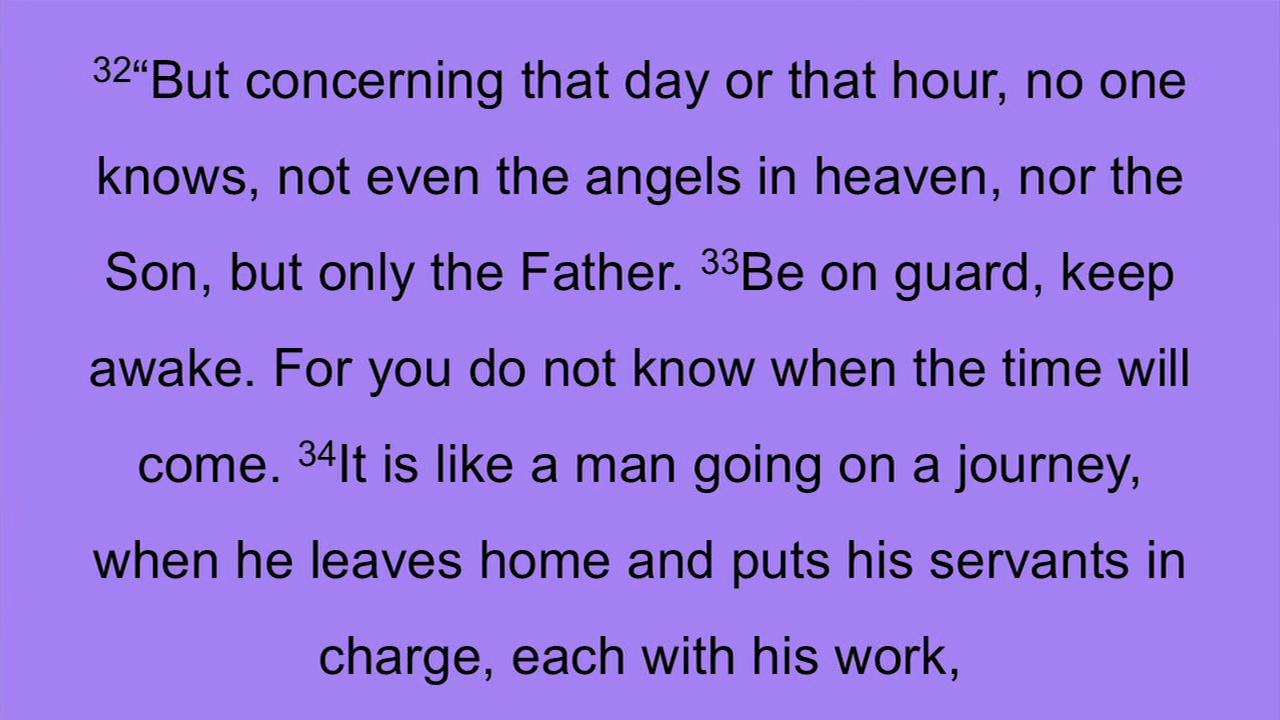 32“But concerning that day or that hour, no one
knows, not even the angels in heaven, nor the
Son, but only the Father. 33Be on guard, keep
awake. For you do not know when the time will
come. 34It is like a man going on a journey,
when he leaves home and puts his servants in
charge, each with his work,